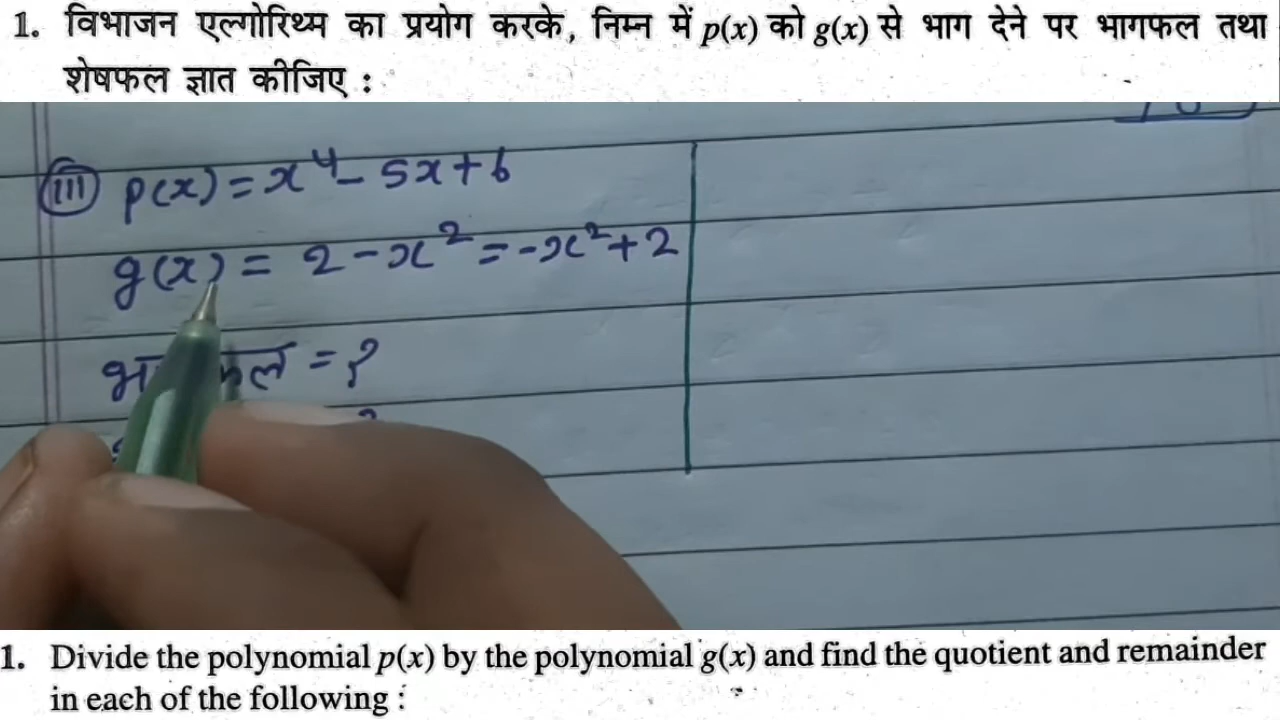 1. विभाजन एल्गोरिथ्म का प्रयोग करके, निम्न में p(x) को g(x) से भाग देने पर भागफल तथा
शेषफल ज्ञात कीजिए :
(iii) p(x) = x⁴ - 5x + 6
g(x) = 2 - x² = -x² + 2
= ?
?
1. Divide the polynomial p(x) by the polynomial g(x) and find the quotient and remainder
in each of the following :